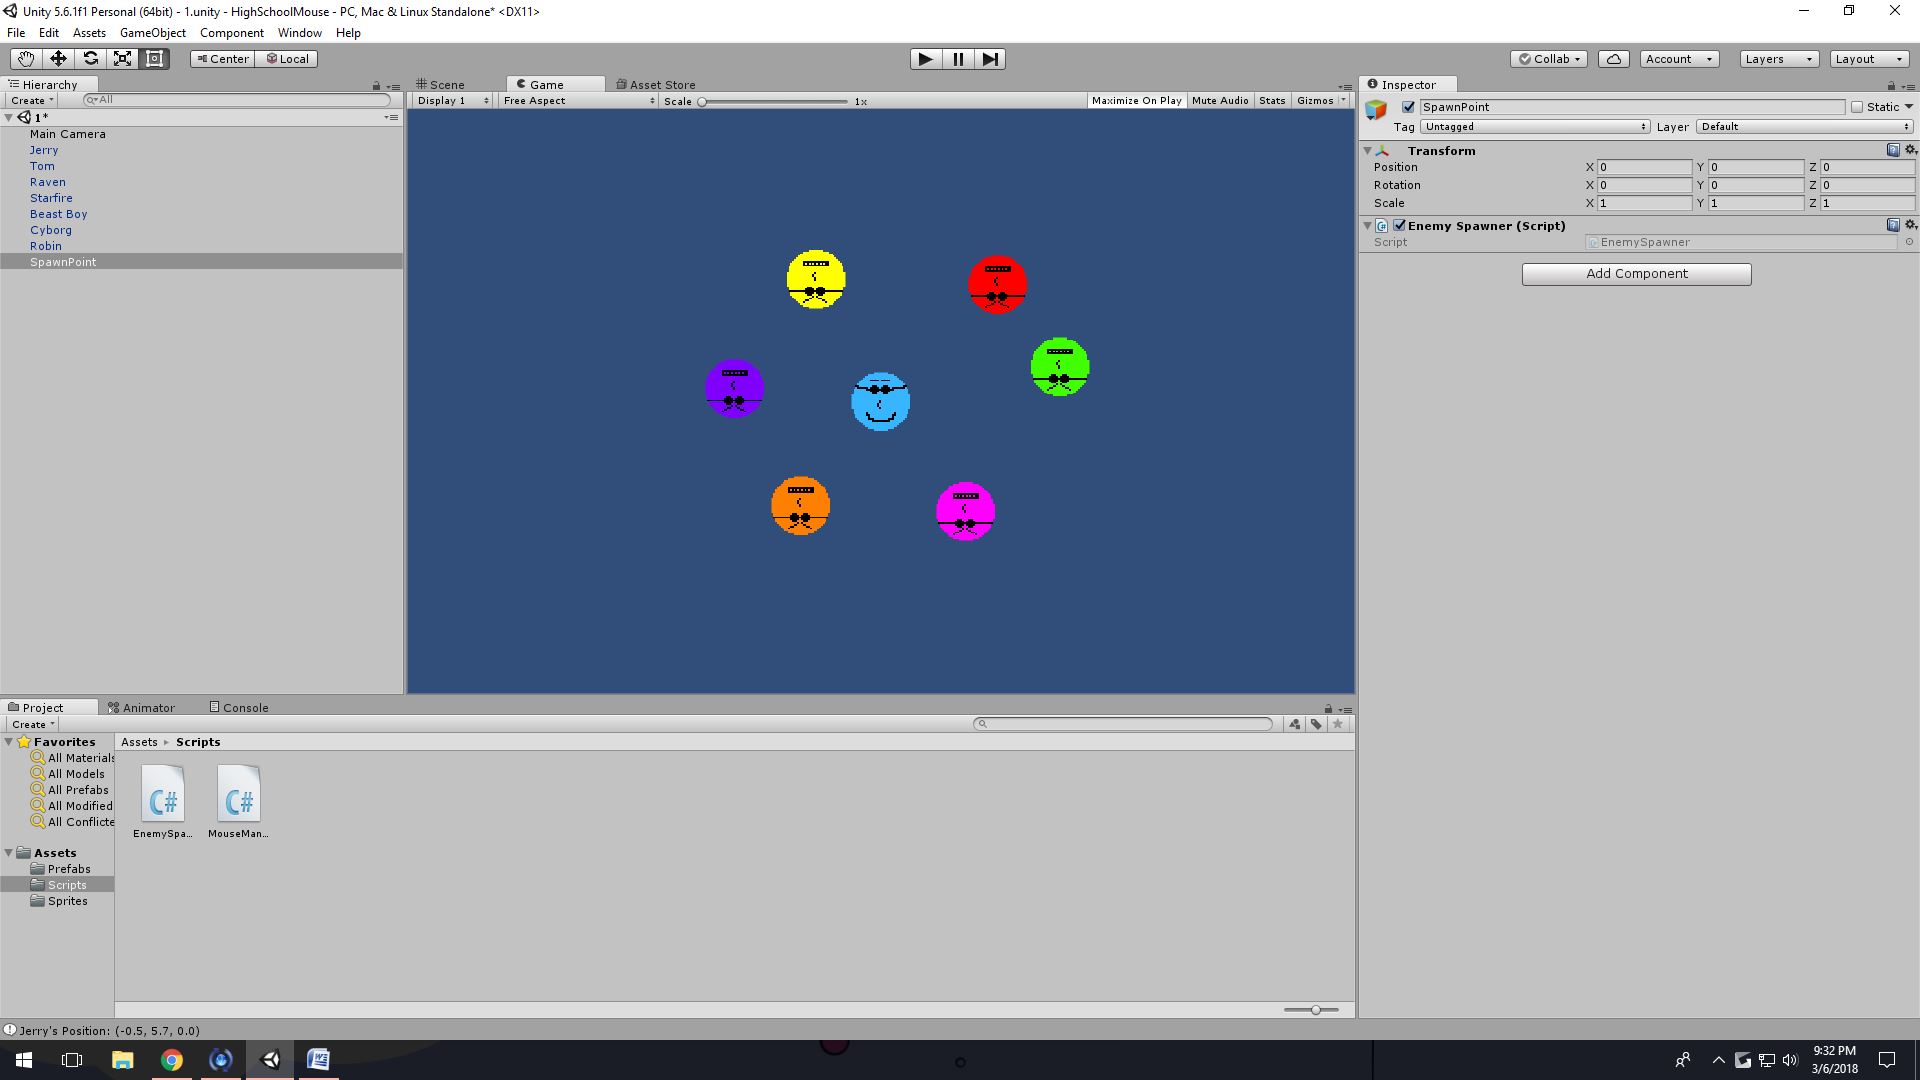 Unity 5.6.1f1 Personal (64bit) - 1.unity - HighSchoolMouse - PC, Mac & Linux Standalone* <DX11>
File Edit Assets GameObject Component Window Help
Center Local
Collab Account Layers Layout
Hierarchy
Create All
1*
Main Camera
Jerry
Tom
Raven
Starfire
Beast Boy
Cyborg
Robin
SpawnPoint
Scene Game Asset Store
Display 1 Free Aspect Scale 1x Maximize On Play Mute Audio Stats Gizmos
Inspector
SpawnPoint Static
Tag Untagged Layer Default
Transform
Position X 0 Y 0 Z 0
Rotation X 0 Y 0 Z 0
Scale X 1 Y 1 Z 1
C# Enemy Spawner (Script)
Script EnemySpawner
Add Component
Project Animator Console
Create
Favorites
All Materials
All Models
All Prefabs
All Modified
All Conflicte
Assets
Prefabs
Scripts
Sprites
Assets ▸ Scripts
C# C#
EnemySpa... MouseMan...
Jerry's Position: (-0.5, 5.7, 0.0)
9:32 PM
3/6/2018